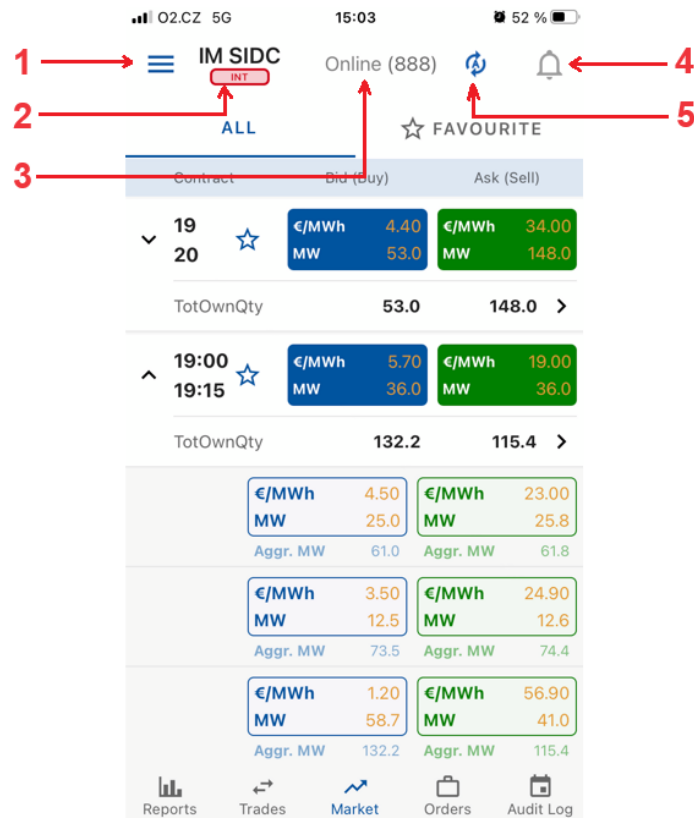 O2.CZ 5G 15:03 52 %
1 IM SIDC Online (888) 4
2 INT 5
ALL FAVOURITE
3 Contract Bid (Buy) Ask (Sell)
19 €/MWh 4.40 €/MWh 34.00
20 MW 53.0 MW 148.0
TotOwnQty 53.0 148.0
19:00 €/MWh 5.70 €/MWh 19.00
19:15 MW 36.0 MW 36.0
TotOwnQty 132.2 115.4
€/MWh 4.50 €/MWh 23.00
MW 25.0 MW 25.8
Aggr. MW 61.0 Aggr. MW 61.8
€/MWh 3.50 €/MWh 24.90
MW 12.5 MW 12.6
Aggr. MW 73.5 Aggr. MW 74.4
€/MWh 1.20 €/MWh 56.90
MW 58.7 MW 41.0
Aggr. MW 132.2 Aggr. MW 115.4
Reports Trades Market Orders Audit Log